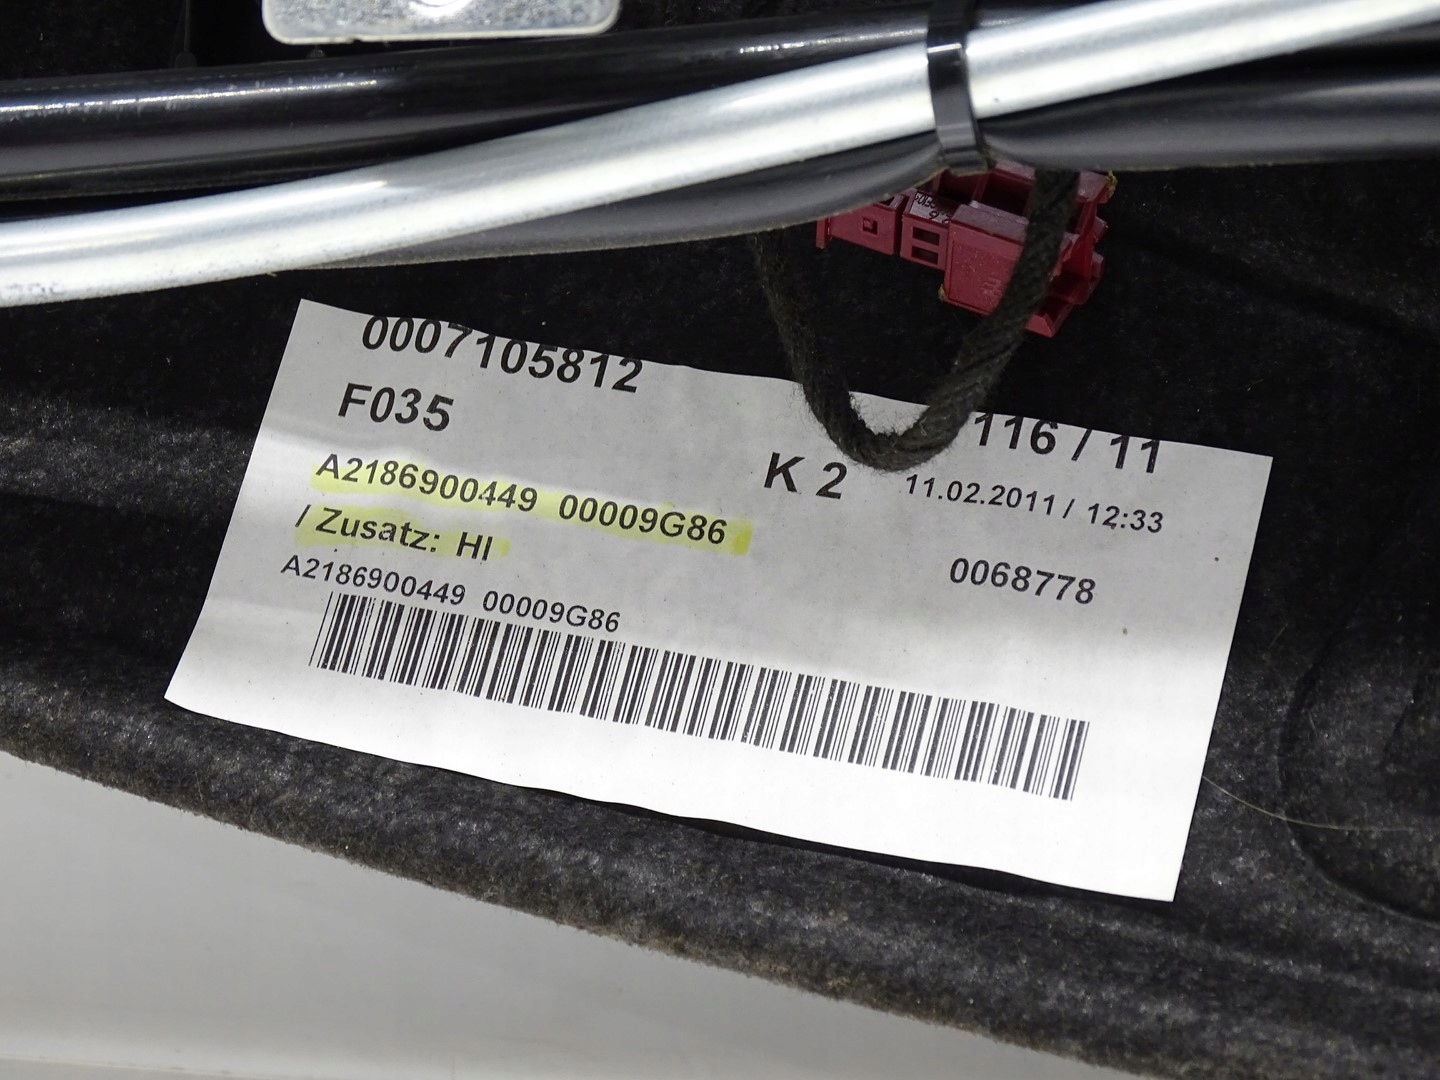 0007105812
F035
116 / 11
K 2
11.02.2011 / 12:33
A2186900449 00009G86
/ Zusatz: HI
0068778
A2186900449 00009G86